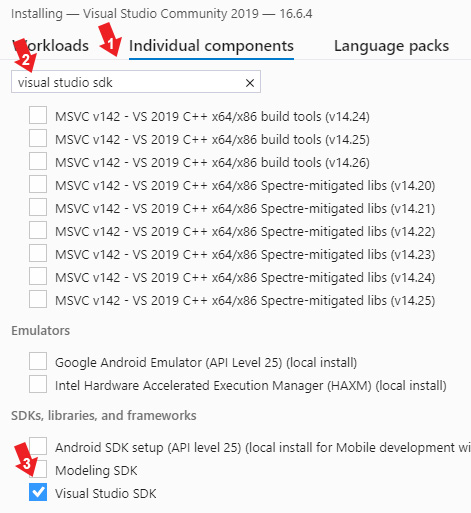 Installing — Visual Studio Community 2019 — 16.6.4
Workloads 1 Individual components Language packs
2
visual studio sdk ×
MSVC v142 - VS 2019 C++ x64/x86 build tools (v14.24)
MSVC v142 - VS 2019 C++ x64/x86 build tools (v14.25)
MSVC v142 - VS 2019 C++ x64/x86 build tools (v14.26)
MSVC v142 - VS 2019 C++ x64/x86 Spectre-mitigated libs (v14.20)
MSVC v142 - VS 2019 C++ x64/x86 Spectre-mitigated libs (v14.21)
MSVC v142 - VS 2019 C++ x64/x86 Spectre-mitigated libs (v14.22)
MSVC v142 - VS 2019 C++ x64/x86 Spectre-mitigated libs (v14.23)
MSVC v142 - VS 2019 C++ x64/x86 Spectre-mitigated libs (v14.24)
MSVC v142 - VS 2019 C++ x64/x86 Spectre-mitigated libs (v14.25)
Emulators
Google Android Emulator (API Level 25) (local install)
Intel Hardware Accelerated Execution Manager (HAXM) (local install)
SDKs, libraries, and frameworks
Android SDK setup (API level 25) (local install for Mobile development wi
3
Modeling SDK
Visual Studio SDK